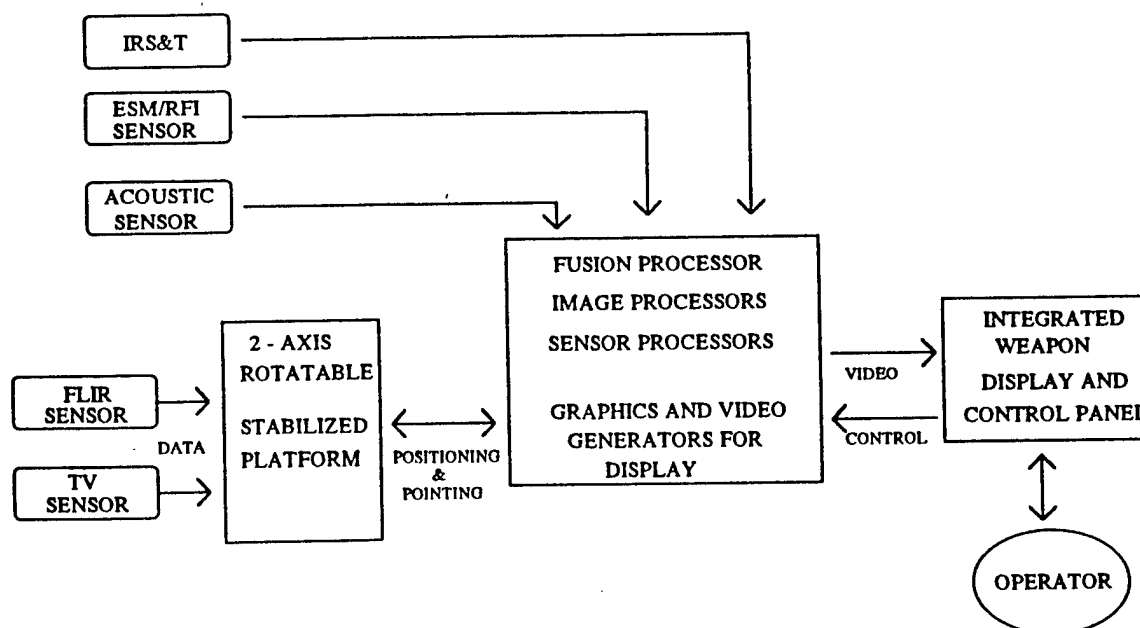 IRS&T
ESM/RFI
SENSOR
ACOUSTIC
SENSOR
FUSION PROCESSOR
IMAGE PROCESSORS
SENSOR PROCESSORS
GRAPHICS AND VIDEO
GENERATORS FOR
DISPLAY
2 - AXIS
ROTATABLE
STABILIZED
PLATFORM
FLIR
SENSOR
DATA
TV
SENSOR
POSITIONING
&
POINTING
VIDEO
CONTROL
INTEGRATED
WEAPON
DISPLAY AND
CONTROL PANEL
OPERATOR